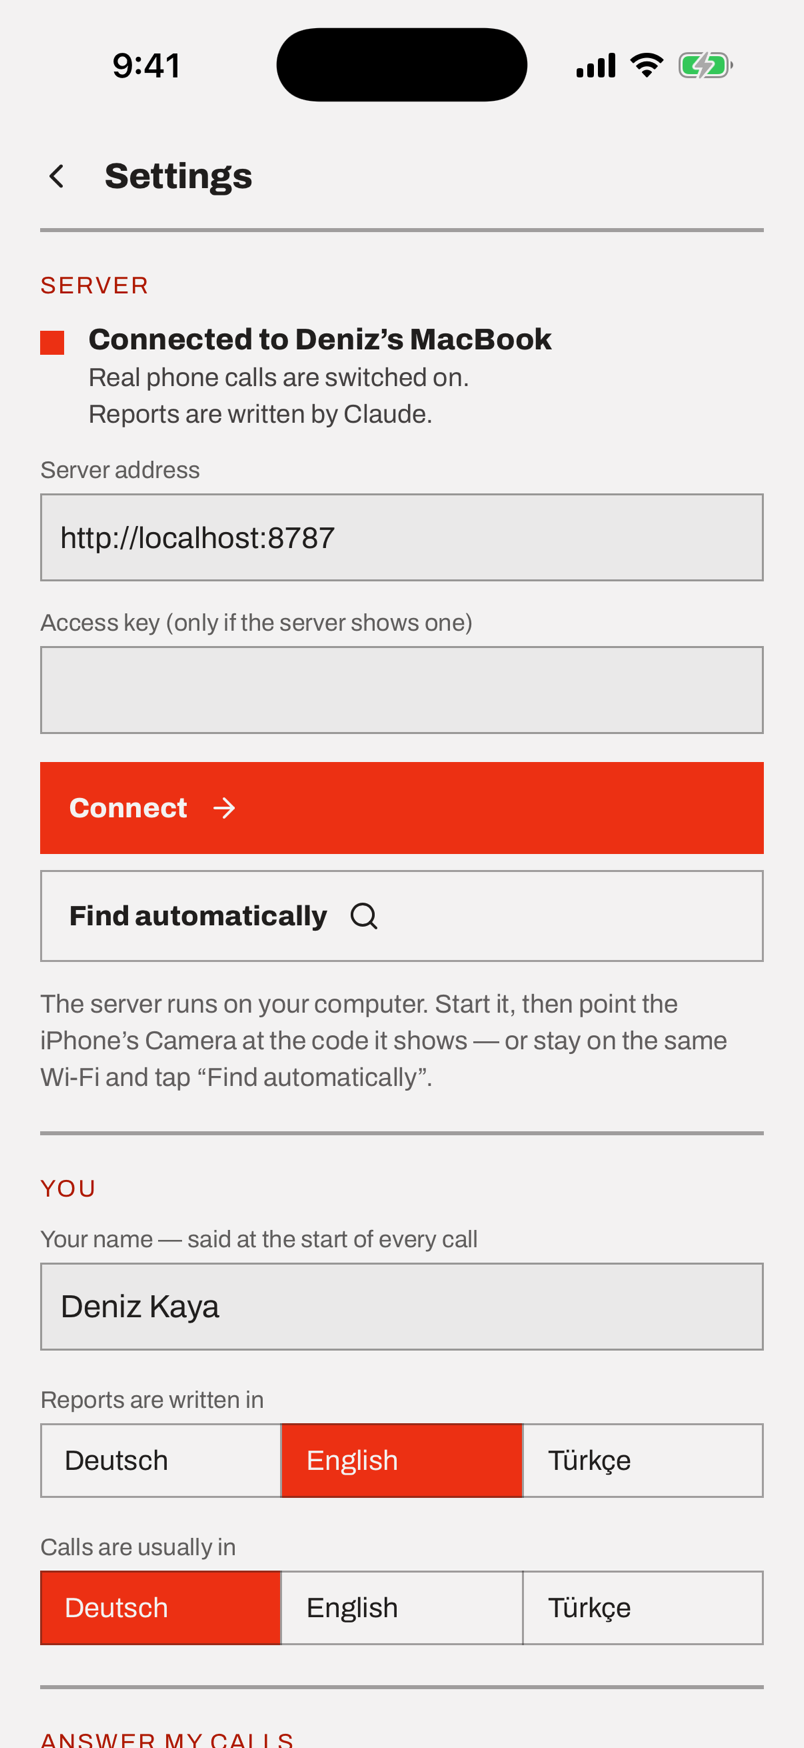 9:41
Settings
SERVER
Connected to Deniz’s MacBook
Real phone calls are switched on.
Reports are written by Claude.
Server address
http://localhost:8787
Access key (only if the server shows one)
Connect
Find automatically
The server runs on your computer. Start it, then point the
iPhone’s Camera at the code it shows — or stay on the same
Wi-Fi and tap “Find automatically”.
YOU
Your name — said at the start of every call
Deniz Kaya
Reports are written in
Deutsch English Türkçe
Calls are usually in
Deutsch English Türkçe
ANSWER MY CALLS